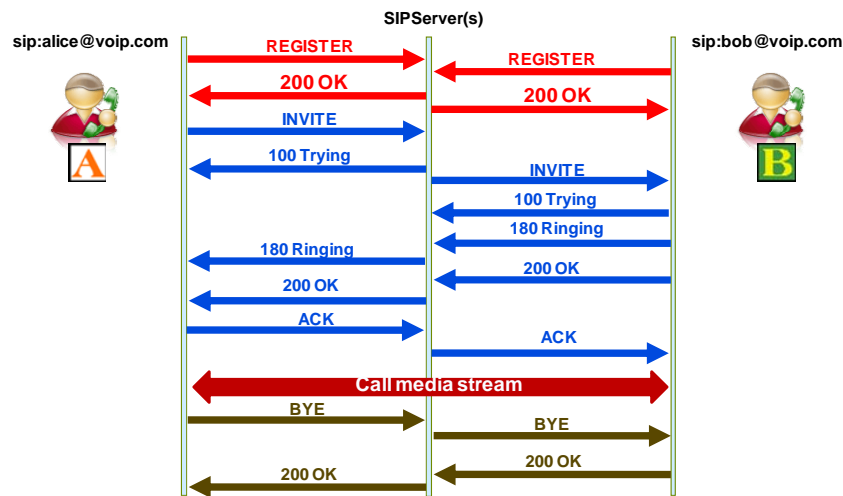 SIPServer(s)
sip:alice@voip.com
sip:bob@voip.com
REGISTER
REGISTER
200 OK
200 OK
INVITE
100 Trying
INVITE
100 Trying
180 Ringing
180 Ringing
200 OK
200 OK
ACK
ACK
Call media stream
BYE
BYE
200 OK
200 OK
A
B